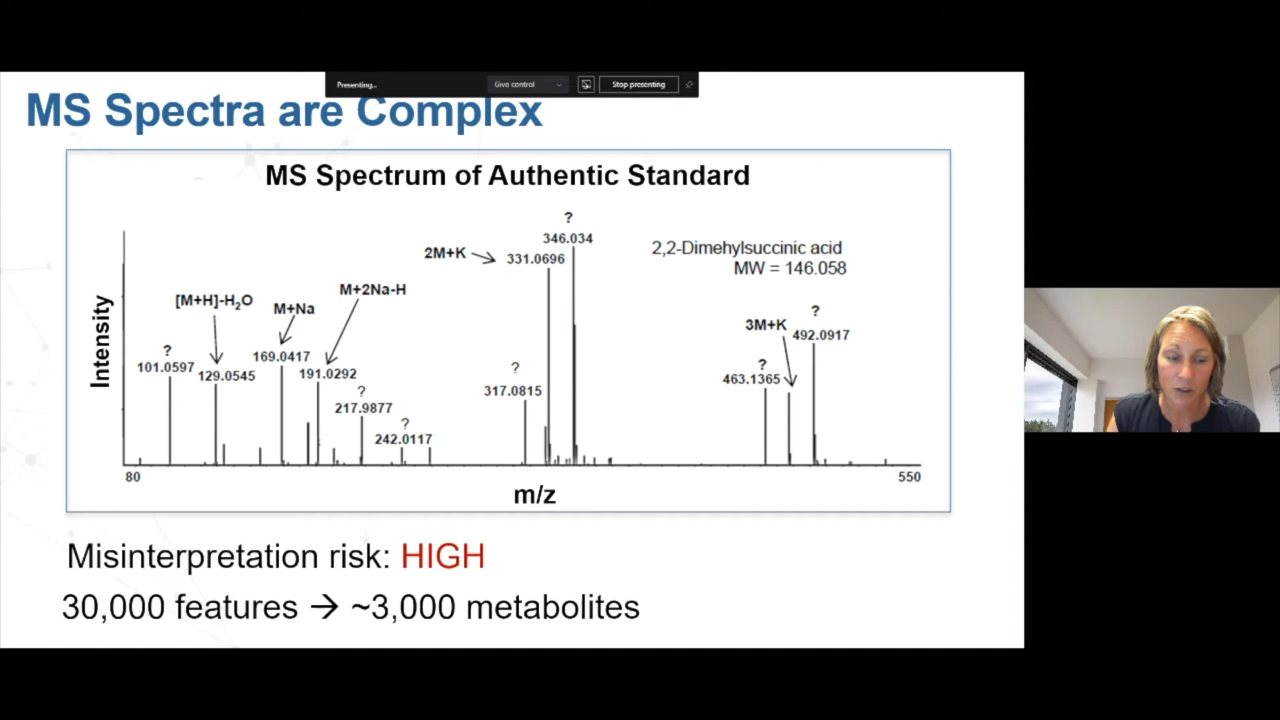 Presenting...
Give control
Stop presenting
MS Spectra are Complex
MS Spectrum of Authentic Standard
?
346.034
2M+K
331.0696
2,2-Dimehylsuccinic acid
MW = 146.058
M+2Na-H
[M+H]-H₂O
M+Na
3M+K
?
492.0917
?
101.0597
129.0545
169.0417
191.0292
?
217.9877
?
242.0117
?
317.0815
?
463.1365
Intensity
80
550
m/z
Misinterpretation risk: HIGH
30,000 features → ~3,000 metabolites